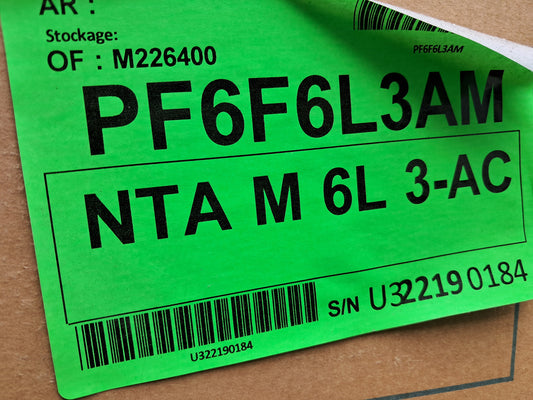 AR :
Stockage:
OF : M226400
PF6F6L3AM
PF6F6L3AM
NTA M 6L 3-AC
U322190184
S/N U322190184